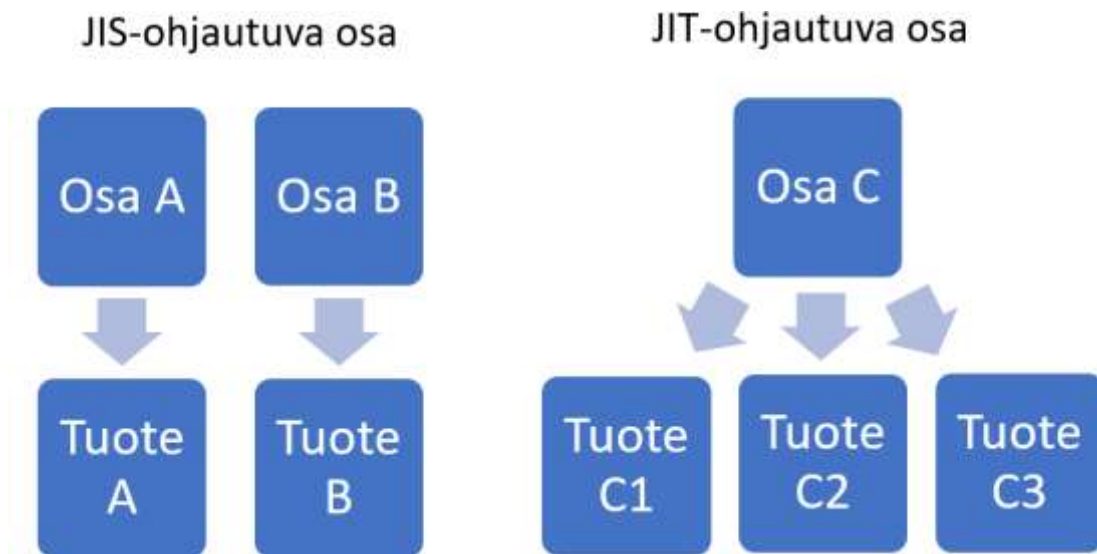 JIS-ohjautuva osa
Osa A
Osa B
Tuote
A
Tuote
B
JIT-ohjautuva osa
Osa C
Tuote
C1
Tuote
C2
Tuote
C3